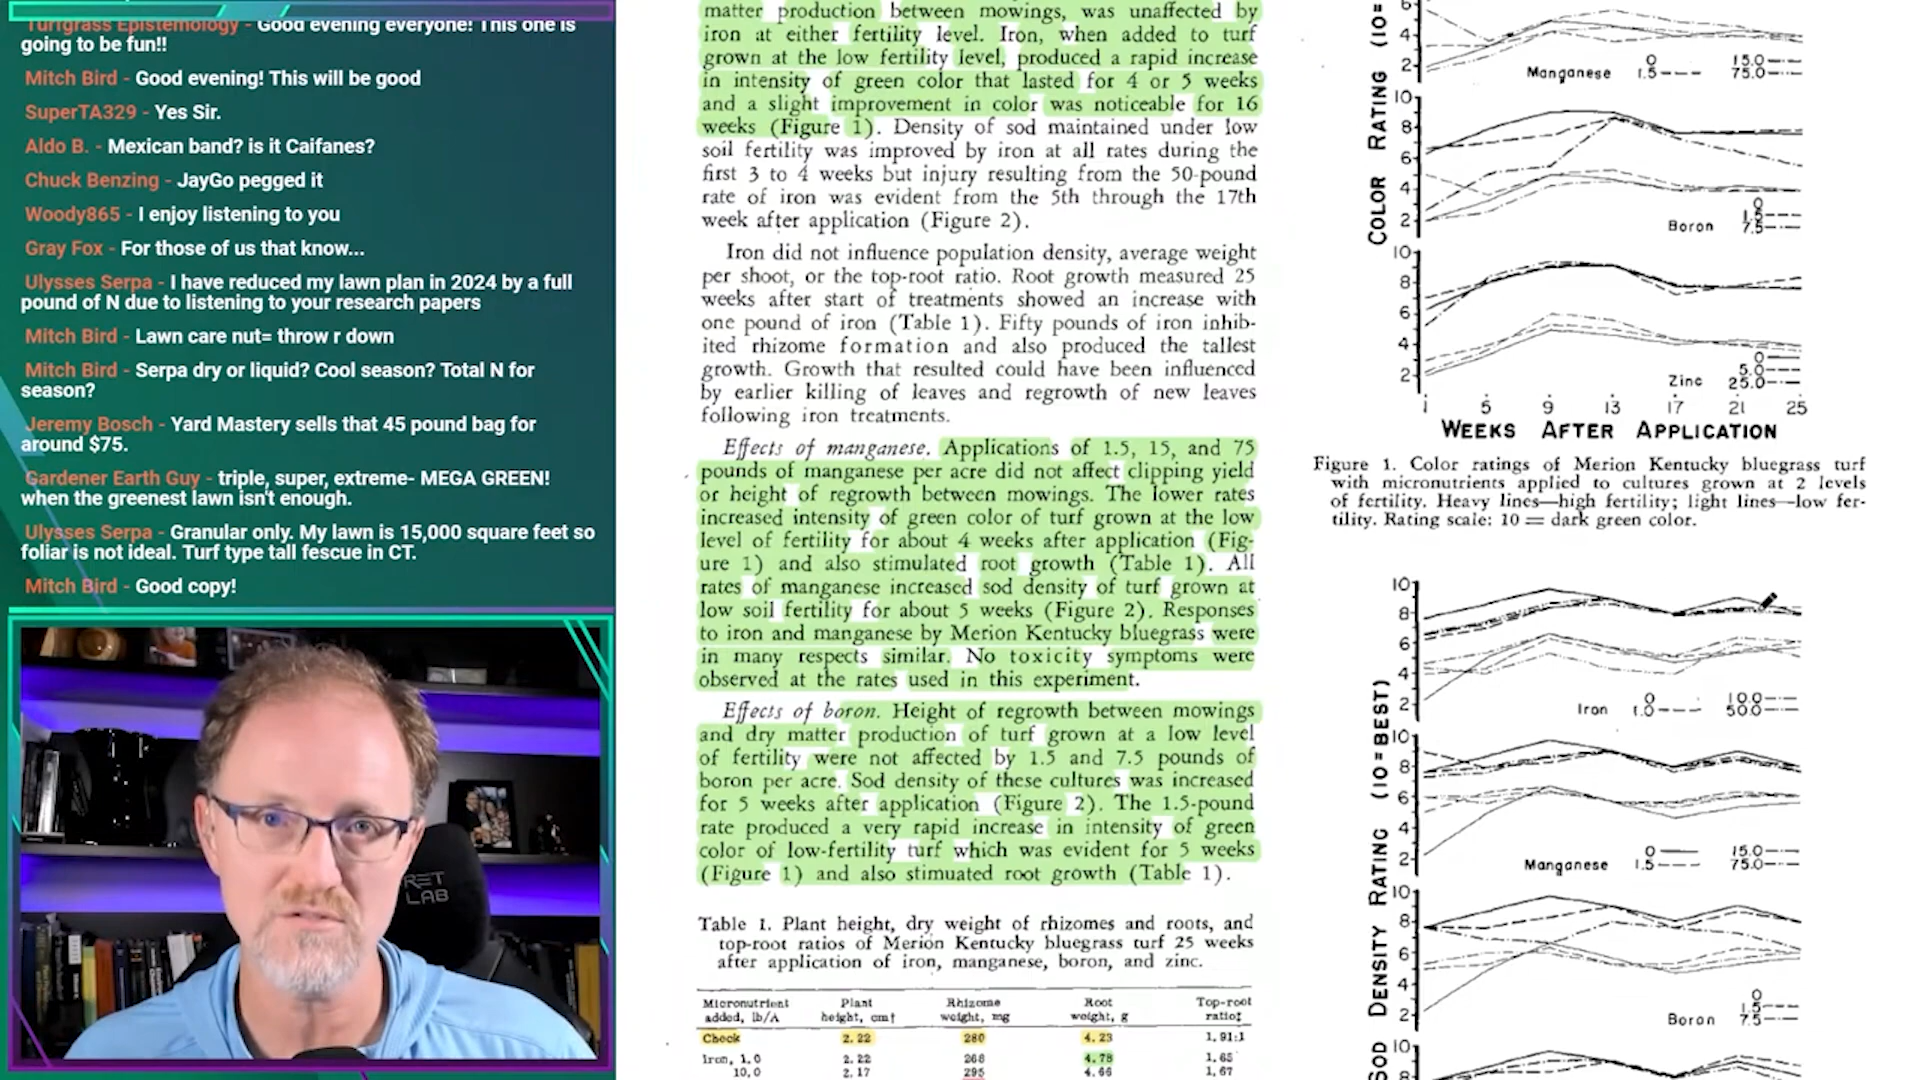 Turfgrass Epistemology - Good evening everyone! This one is
going to be fun!!
Mitch Bird - Good evening! This will be good
SuperTA329 - Yes Sir.
Aldo B. - Mexican band? is it Caifanes?
Chuck Benzing - JayGo pegged it
Woody865 - I enjoy listening to you
Gray Fox - For those of us that know...
Ulysses Serpa - I have reduced my lawn plan in 2024 by a full
pound of N due to listening to your research papers
Mitch Bird - Lawn care nut= throw r down
Mitch Bird - Serpa dry or liquid? Cool season? Total N for
season?
Jeremy Bosch - Yard Mastery sells that 45 pound bag for
around $75.
Gardener Earth Guy - triple, super, extreme- MEGA GREEN!
when the greenest lawn isn't enough.
Ulysses Serpa - Granular only. My lawn is 15,000 square feet so
foliar is not ideal. Turf type tall fescue in CT.
Mitch Bird - Good copy!
RET
LAB
matter production between mowings, was unaffected by
iron at either fertility level. Iron, when added to turf
grown at the low fertility level, produced a rapid increase
in intensity of green color that lasted for 4 or 5 weeks
and a slight improvement in color was noticeable for 16
weeks (Figure 1). Density of sod maintained under low
soil fertility was improved by iron at all rates during the
first 3 to 4 weeks but injury resulting from the 50-pound
rate of iron was evident from the 5th through the 17th
week after application (Figure 2).
Iron did not influence population density, average weight
per shoot, or the top-root ratio. Root growth measured 25
weeks after start of treatments showed an increase with
one pound of iron (Table 1). Fifty pounds of iron inhib-
ited rhizome formation and also produced the tallest
growth. Growth that resulted could have been influenced
by earlier killing of leaves and regrowth of new leaves
following iron treatments.
Effects of manganese. Applications of 1.5, 15, and 75
pounds of manganese per acre did not affect clipping yield
or height of regrowth between mowings. The lower rates
increased intensity of green color of turf grown at the low
level of fertility for about 4 weeks after application (Fig-
ure 1) and also stimulated root growth (Table 1). All
rates of manganese increased sod density of turf grown at
low soil fertility for about 5 weeks (Figure 2). Responses
to iron and manganese by Merion Kentucky bluegrass were
in many respects similar. No toxicity symptoms were
observed at the rates used in this experiment.
Effects of boron. Height of regrowth between mowings
and dry matter production of turf grown at a low level
of fertility were not affected by 1.5 and 7.5 pounds of
boron per acre. Sod density of these cultures was increased
for 5 weeks after application (Figure 2). The 1.5-pound
rate produced a very rapid increase in intensity of green
color of low-fertility turf which was evident for 5 weeks
(Figure 1) and also stimuated root growth (Table 1).
Table 1. Plant height, dry weight of rhizomes and roots, and
top-root ratios of Merion Kentucky bluegrass turf 25 weeks
after application of iron, manganese, boron, and zinc.
Micronutrient Plant Rhizome Root Top-root
added, lb/A height, cm† weight, mg weight, g ratio‡
Check 2.22 280 4.23 1.91:1
Iron, 1.0 2.22 268 4.78 1.65
10.0 2.17 295 4.66 1.67
COLOR RATING (10=
6
4
2
Manganese 0 15.0
1.5 75.0
10
8
6
4
2
0
Boron 1.5
7.5
10
8
6
4
2
0
5.0
Zinc 25.0
1 5 9 13 17 21 25
WEEKS AFTER APPLICATION
Figure 1. Color ratings of Merion Kentucky bluegrass turf
with micronutrients applied to cultures grown at 2 levels
of fertility. Heavy lines—high fertility; light lines—low fer-
tility. Rating scale: 10 = dark green color.
OD DENSITY RATING (10=BEST)
10
8
6
4
2
Iron 0 10.0
1.0 50.0
10
8
6
4
2
Manganese 0 15.0
1.5 75.0
10
8
6
4
2
0
1.5
Boron 7.5
10
8